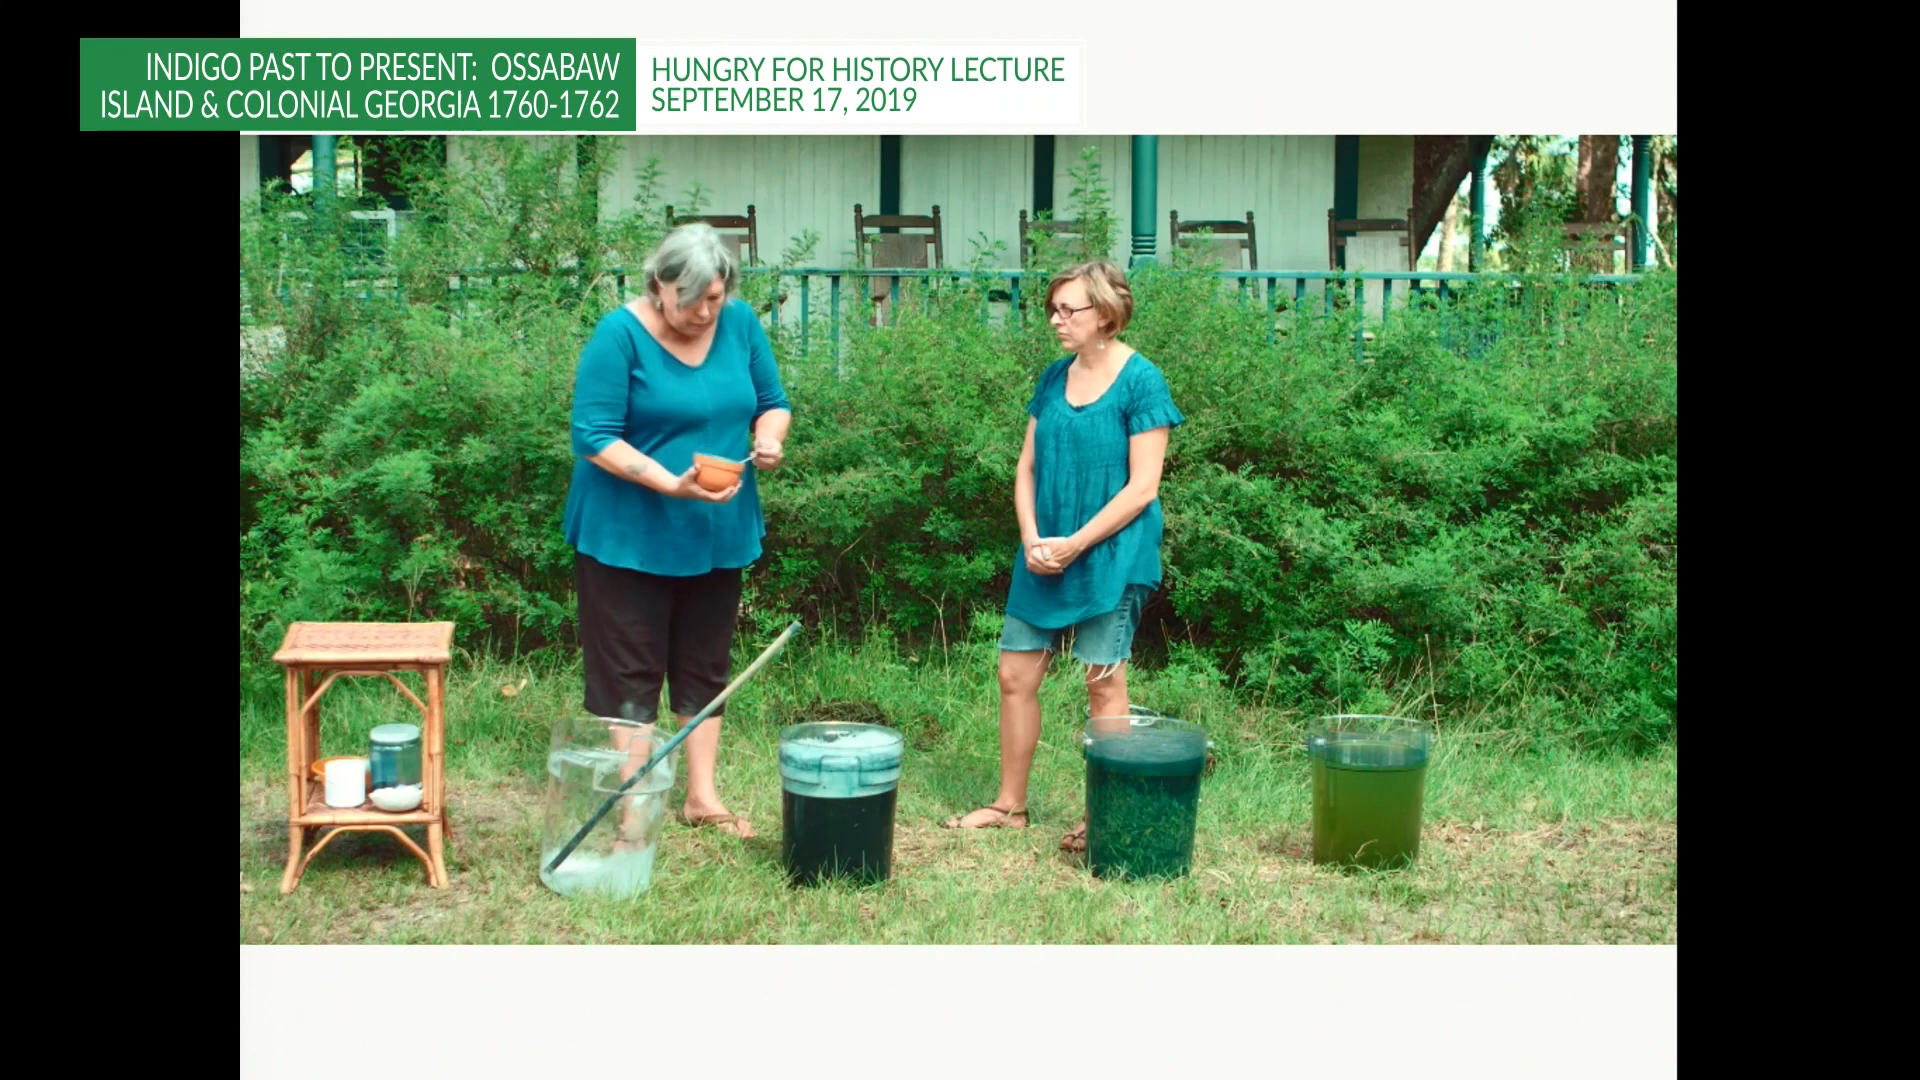 INDIGO PAST TO PRESENT: OSSABAW
ISLAND & COLONIAL GEORGIA 1760-1762
HUNGRY FOR HISTORY LECTURE
SEPTEMBER 17, 2019